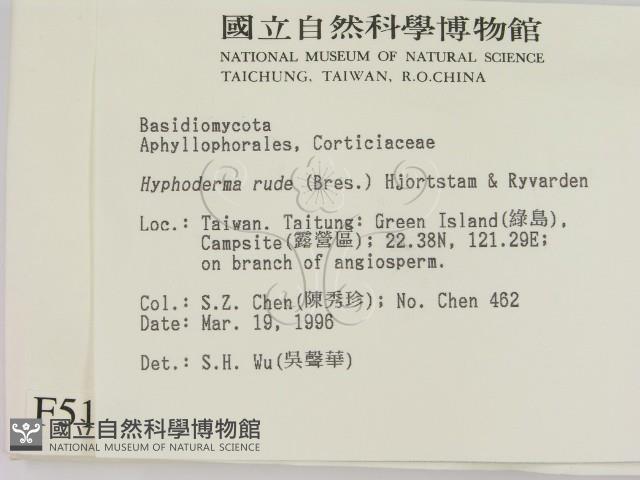 國立自然科學博物館
NATIONAL MUSEUM OF NATURAL SCIENCE
TAICHUNG, TAIWAN, R.O.CHINA
Basidiomycota
Aphyllophorales, Corticiaceae
Hyphoderma rude (Bres.) Hjortstam & Ryvarden
Loc.: Taiwan. Taitung: Green Island(綠島),
Campsite(露營區); 22.38N, 121.29E;
on branch of angiosperm.
Col.: S.Z. Chen(陳秀珍); No. Chen 462
Date: Mar. 19, 1996
Det.: S.H. Wu(吳聲華)
F51
國立自然科學博物館
NATIONAL MUSEUM OF NATURAL SCIENCE